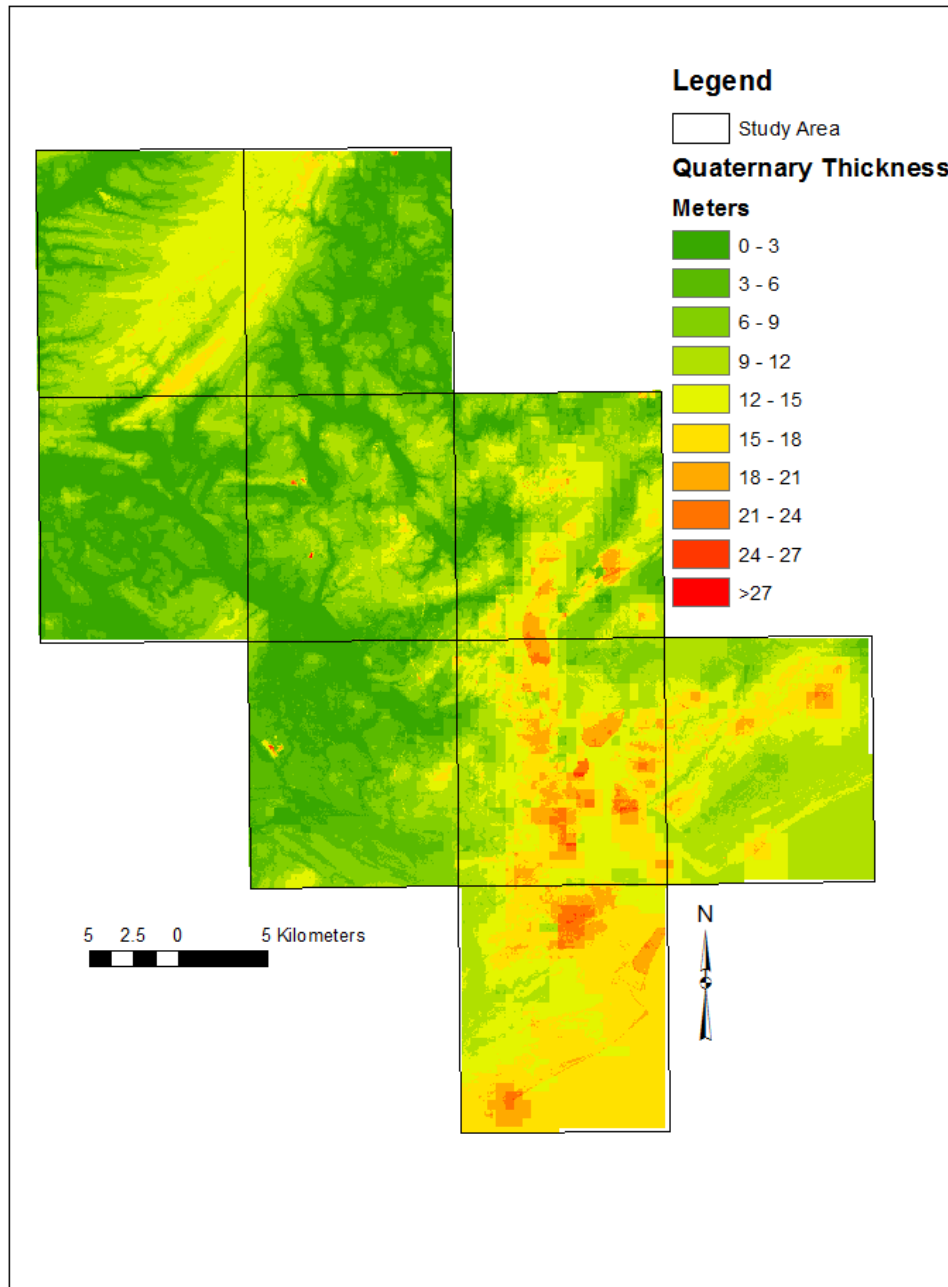 Legend
Study Area
Quaternary Thickness
Meters
0 - 3
3 - 6
6 - 9
9 - 12
12 - 15
15 - 18
18 - 21
21 - 24
24 - 27
>27
5 2.5 0 5 Kilometers
N